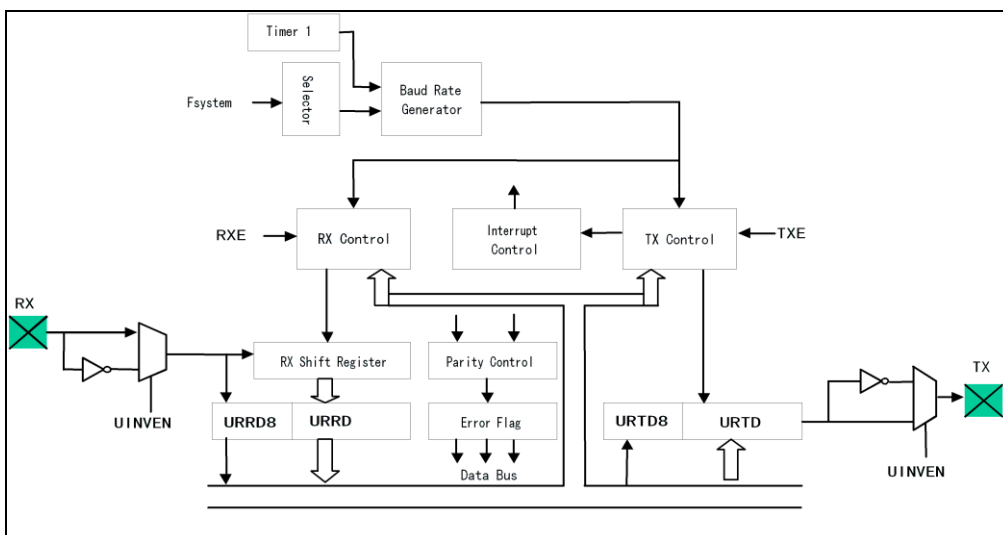 Timer 1
Selector
Baud Rate
Generator
Fsystem
RXE
RX Control
Interrupt
Control
TX Control
TXE
RX
RX Shift Register
Parity Control
TX
UINVEN
URRD8
URRD
Error Flag
URTD8
URTD
UINVEN
Data Bus